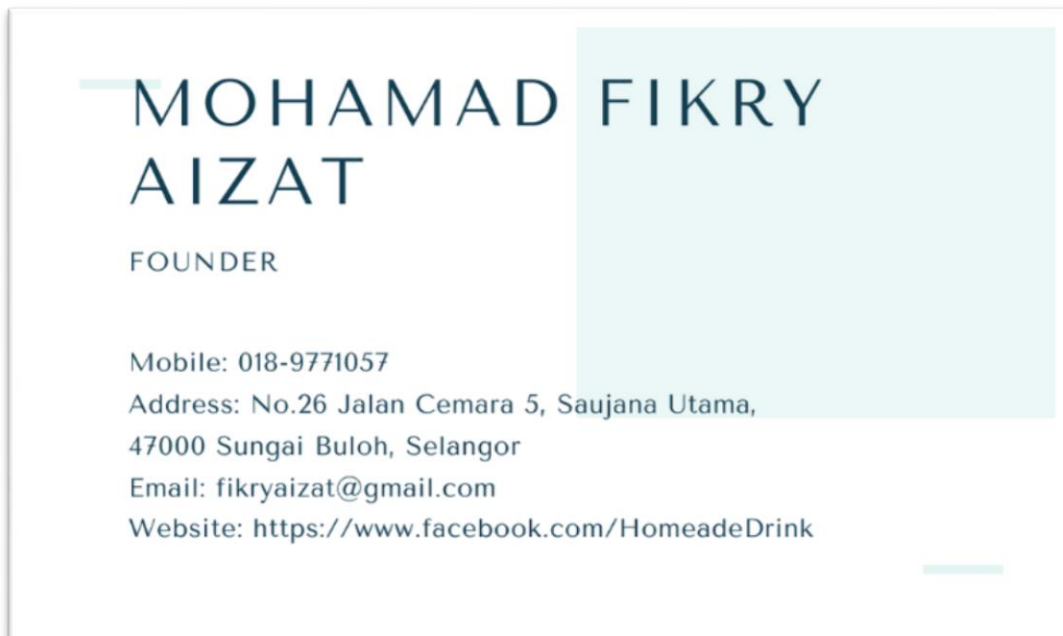 MOHAMAD FIKRY
AIZAT
FOUNDER
Mobile: 018-9771057
Address: No.26 Jalan Cemara 5, Saujana Utama,
47000 Sungai Buloh, Selangor
Email: fikryaizat@gmail.com
Website: https://www.facebook.com/HomeadeDrink